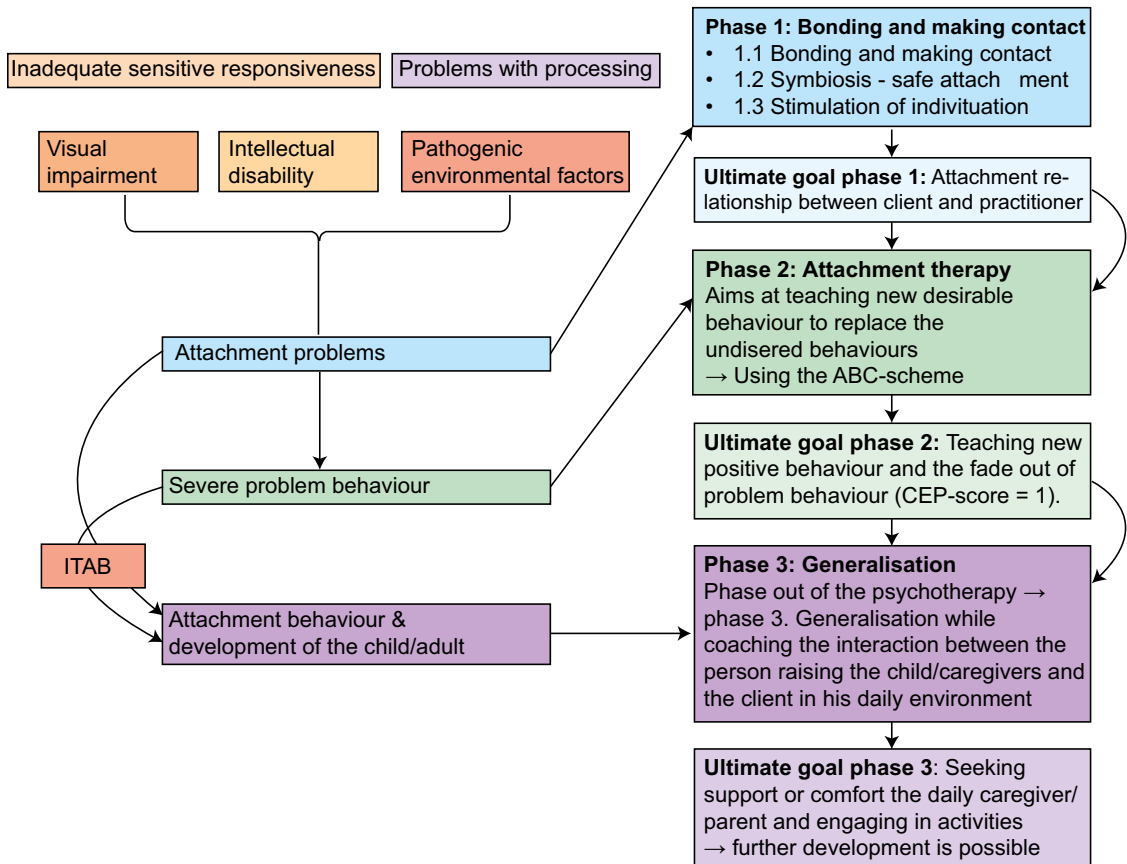 Inadequate sensitive responsiveness
Problems with processing
Visual
impairment
Intellectual
disability
Pathogenic
environmental factors
Attachment problems
Severe problem behaviour
ITAB
Attachment behaviour &
development of the child/adult
Phase 1: Bonding and making contact
• 1.1 Bonding and making contact
• 1.2 Symbiosis - safe attach ment
• 1.3 Stimulation of indivituation
Ultimate goal phase 1: Attachment re-
lationship between client and practitioner
Phase 2: Attachment therapy
Aims at teaching new desirable
behaviour to replace the
undisered behaviours
→ Using the ABC-scheme
Ultimate goal phase 2: Teaching new
positive behaviour and the fade out of
problem behaviour (CEP-score = 1).
Phase 3: Generalisation
Phase out of the psychotherapy →
phase 3. Generalisation while
coaching the interaction between the
person raising the child/caregivers and
the client in his daily environment
Ultimate goal phase 3: Seeking
support or comfort the daily caregiver/
parent and engaging in activities
→ further development is possible